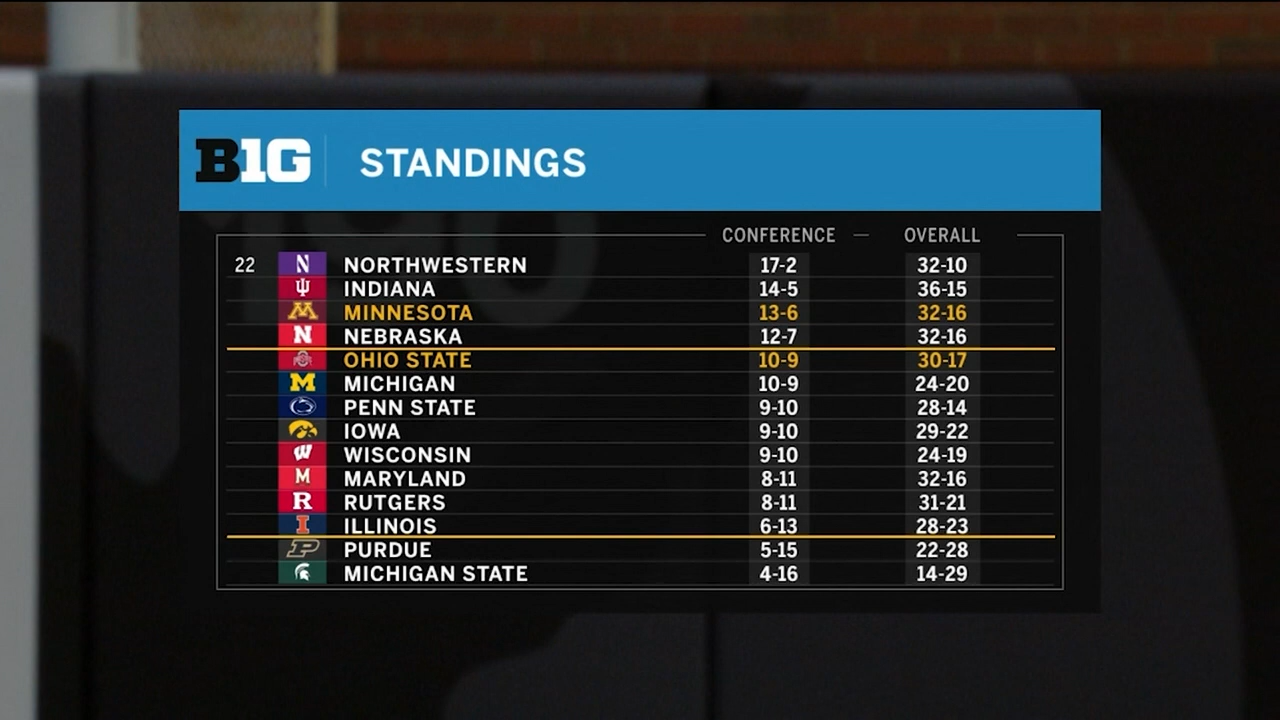 B1G STANDINGS
CONFERENCE OVERALL
22 N NORTHWESTERN 17-2 32-10
INDIANA 14-5 36-15
M MINNESOTA 13-6 32-16
N NEBRASKA 12-7 32-16
OHIO STATE 10-9 30-17
M MICHIGAN 10-9 24-20
PENN STATE 9-10 28-14
IOWA 9-10 29-22
W WISCONSIN 9-10 24-19
M MARYLAND 8-11 32-16
R RUTGERS 8-11 31-21
I ILLINOIS 6-13 28-23
P PURDUE 5-15 22-28
MICHIGAN STATE 4-16 14-29